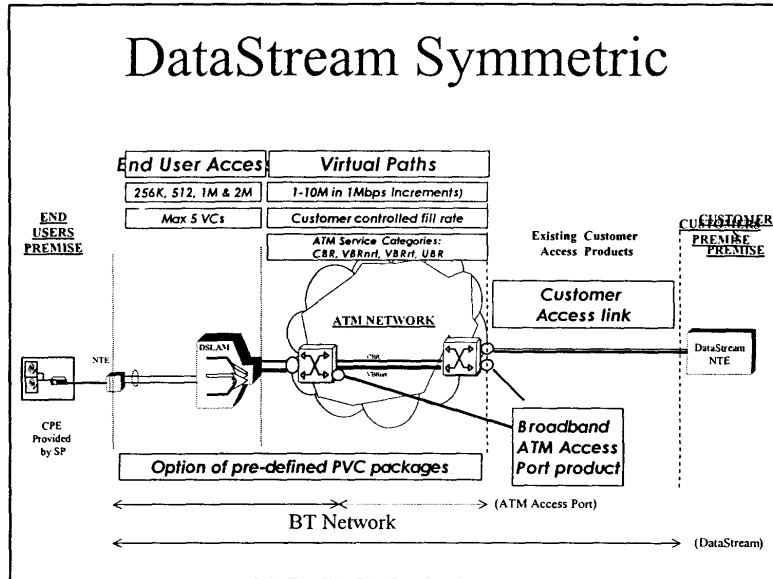 DataStream Symmetric
End User Access
Virtual Paths
256K, 512, 1M & 2M
1-10M in 1Mbps Increments)
Max 5 VCs
Customer controlled fill rate
ATM Service Categories:
CBR, VBRnrt, VBRrt, UBR
END
USERS
PREMISE
Existing Customer
Access Products
CUSTOMERS
PREMISE
CUSTOMER
PREMISE
Customer
Access link
ATM NETWORK
DSLAM
NTE
CBR
VBRnrt
DataStream
NTE
CPE
Provided
by SP
Broadband
ATM Access
Port product
Option of pre-defined PVC packages
(ATM Access Port)
BT Network
(DataStream)